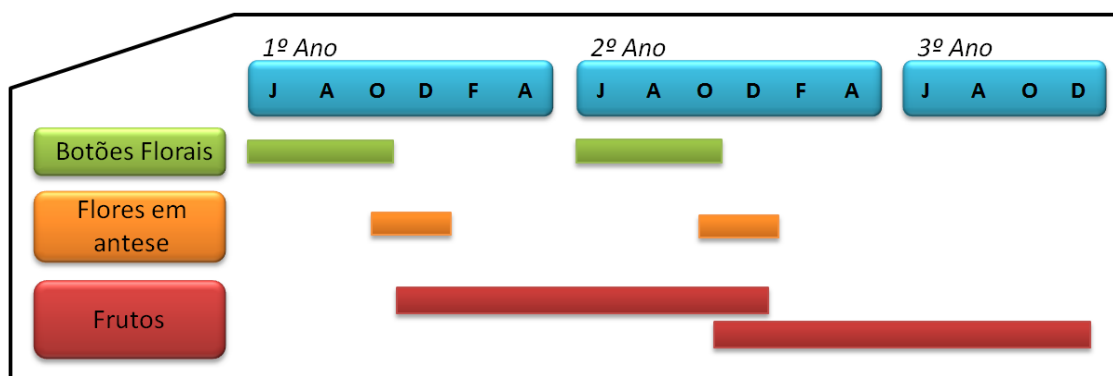 1º Ano
2º Ano
3º Ano
J A O D F A
J A O D F A
J A O D
Botões Florais
Flores em
antese
Frutos